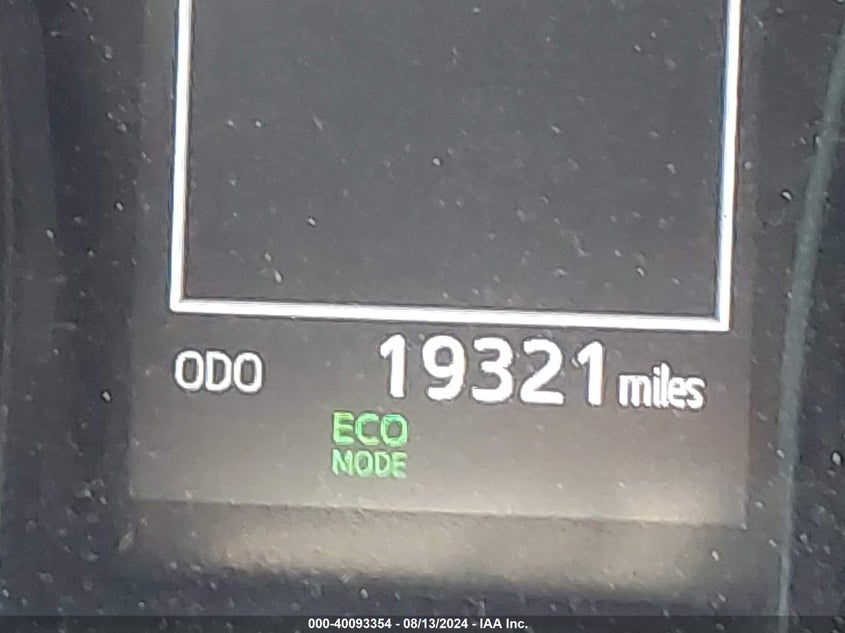 ODO 19321 miles
ECO
MODE
000-40093354 - 08/13/2024 - IAA Inc.